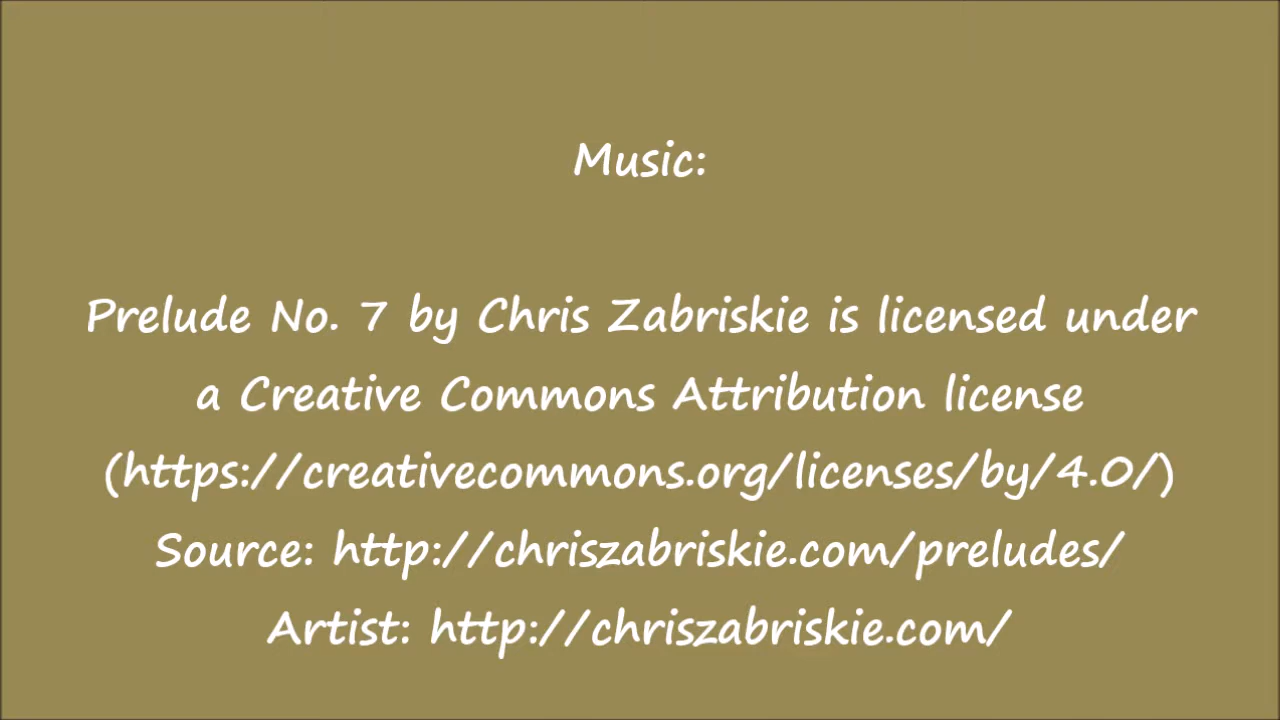 Music:
Prelude No. 7 by Chris Zabriskie is licensed under
a Creative Commons Attribution license
(https://creativecommons.org/licenses/by/4.0/)
Source: http://chriszabriskie.com/preludes/
Artist: http://chriszabriskie.com/